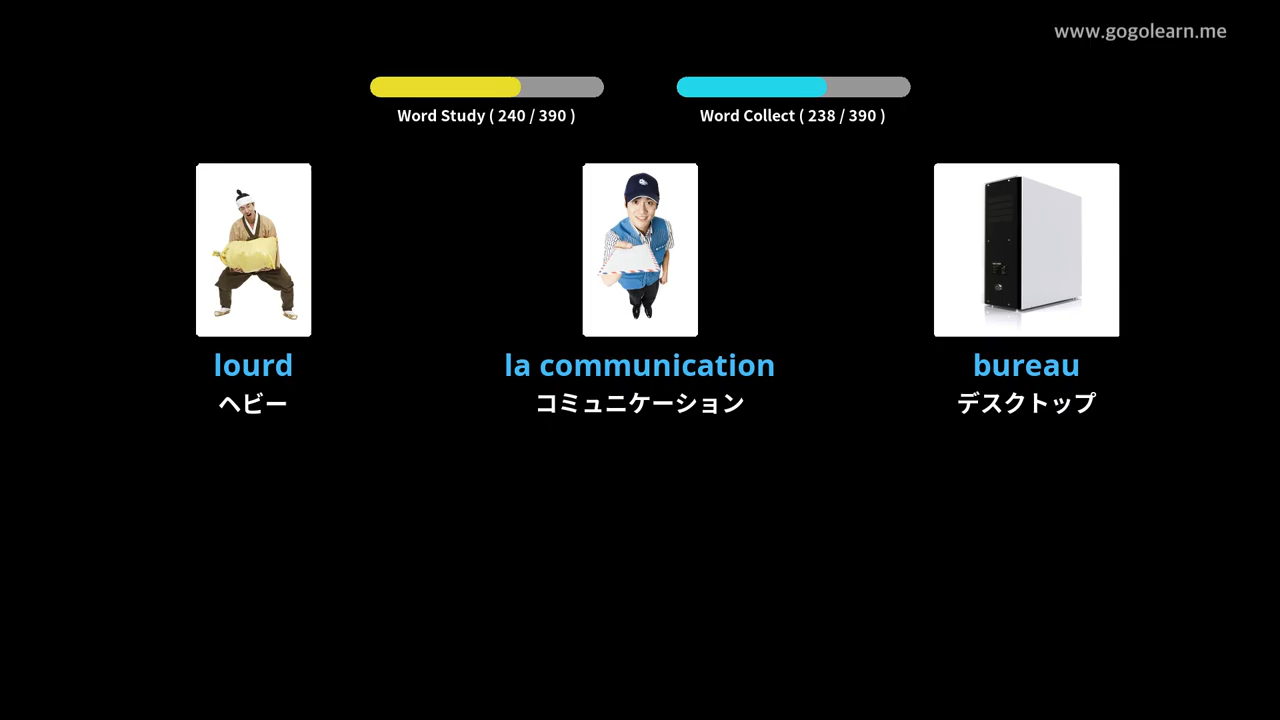 www.gogolearn.me
Word Study ( 240 / 390 )
Word Collect ( 238 / 390 )
lourd
la communication
bureau
ヘビー
コミュニケーション
デスクトップ